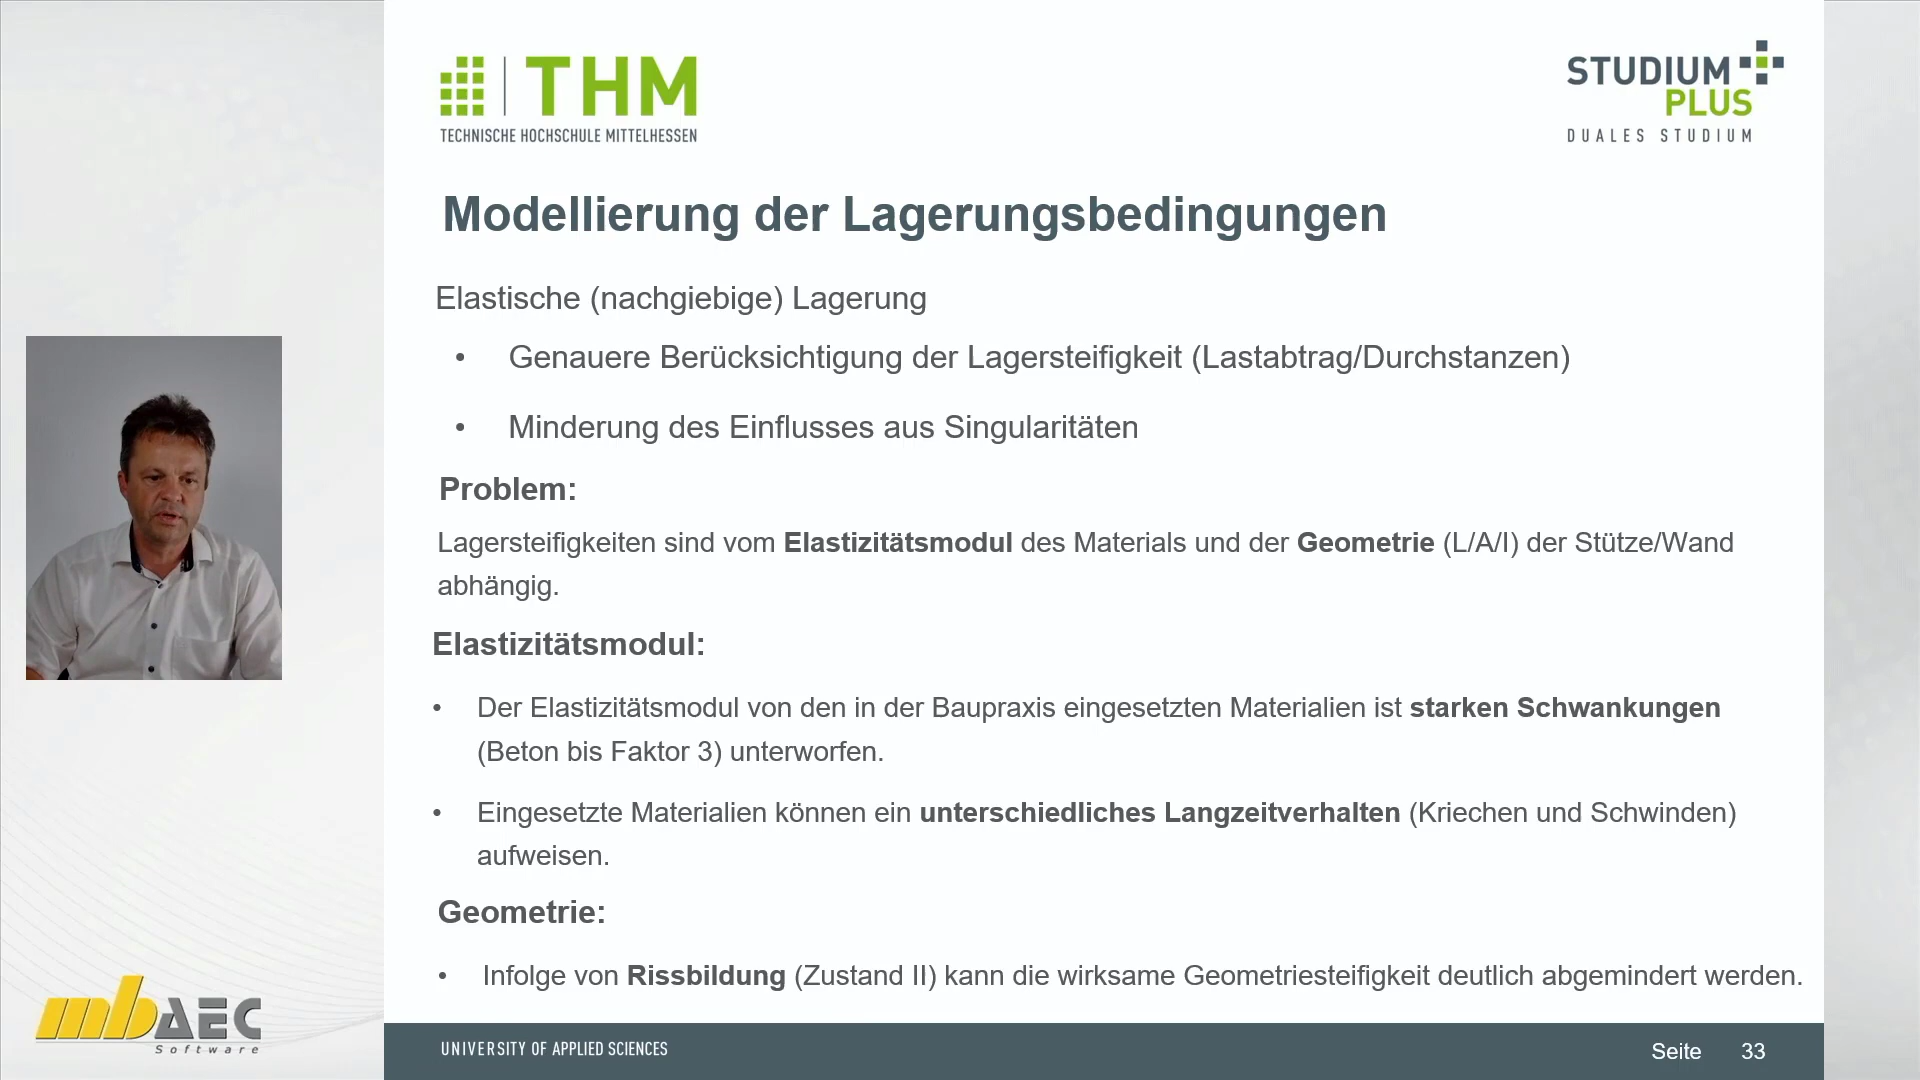 THM
TECHNISCHE HOCHSCHULE MITTELHESSEN
STUDIUM
PLUS
DUALES STUDIUM
Modellierung der Lagerungsbedingungen
Elastische (nachgiebige) Lagerung
• Genauere Berücksichtigung der Lagersteifigkeit (Lastabtrag/Durchstanzen)
• Minderung des Einflusses aus Singularitäten
Problem:
Lagersteifigkeiten sind vom Elastizitätsmodul des Materials und der Geometrie (L/A/I) der Stütze/Wand
abhängig.
Elastizitätsmodul:
• Der Elastizitätsmodul von den in der Baupraxis eingesetzten Materialien ist starken Schwankungen
(Beton bis Faktor 3) unterworfen.
• Eingesetzte Materialien können ein unterschiedliches Langzeitverhalten (Kriechen und Schwinden)
aufweisen.
Geometrie:
• Infolge von Rissbildung (Zustand II) kann die wirksame Geometriesteifigkeit deutlich abgemindert werden.
mbAEC
Software
UNIVERSITY OF APPLIED SCIENCES
Seite 33